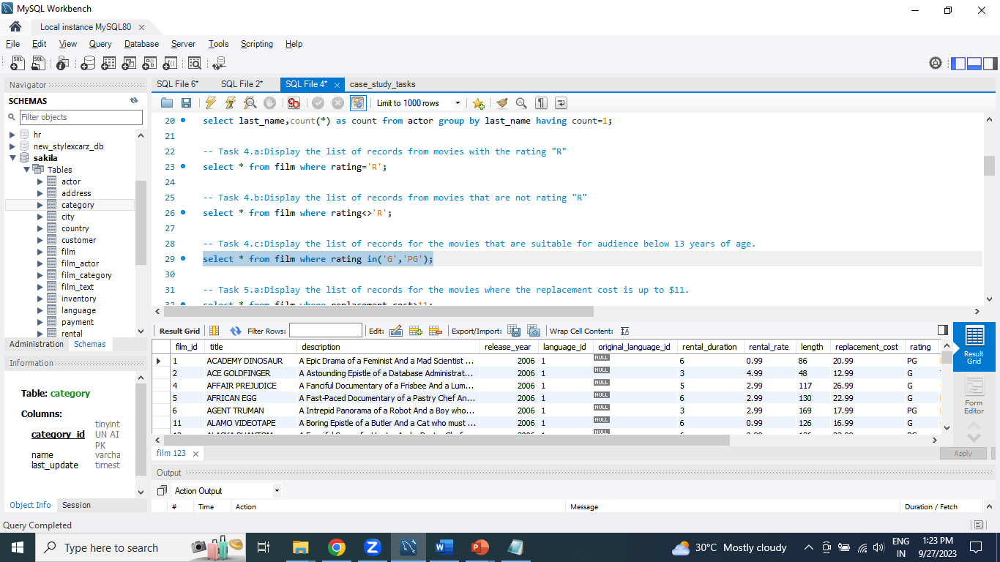 MySQL Workbench
Local instance MySQL80
File Edit View Query Database Server Tools Scripting Help
Navigator
SCHEMAS
Filter objects
hr
new_stylexcarz_db
sakila
Tables
actor
address
category
city
country
customer
film
film_actor
film_category
film_text
inventory
language
payment
rental
Administration Schemas
Information
Table: category
Columns:
tinyint
category_id UN AI
PK
name varcha
last_update timest
Object Info Session
SQL File 6* SQL File 2* SQL File 4* case_study_tasks
Limit to 1000 rows
20 select last_name,count(*) as count from actor group by last_name having count=1;
21
22 -- Task 4.a:Display the list of records from movies with the rating "R"
23 select * from film where rating='R';
24
25 -- Task 4.b:Display the list of records from movies that are not rating "R"
26 select * from film where rating<>'R';
27
28 -- Task 4.c:Display the list of records for the movies that are suitable for audience below 13 years of age.
29 select * from film where rating in('G','PG');
30
31 -- Task 5.a:Display the list of records for the movies where the replacement cost is up to $11.
32 select * from film where replacement_cost>11;
Result Grid Filter Rows: Edit: Export/Import: Wrap Cell Content:
film_id title description release_year language_id original_language_id rental_duration rental_rate length replacement_cost rating
1 ACADEMY DINOSAUR A Epic Drama of a Feminist And a Mad Scientist ... 2006 1 NULL 6 0.99 86 20.99 PG
2 ACE GOLDFINGER A Astounding Epistle of a Database Administrat... 2006 1 NULL 3 4.99 48 12.99 G
4 AFFAIR PREJUDICE A Fanciful Documentary of a Frisbee And a Lum... 2006 1 NULL 5 2.99 117 26.99 G
5 AFRICAN EGG A Fast-Paced Documentary of a Pastry Chef An... 2006 1 NULL 6 2.99 130 22.99 G
6 AGENT TRUMAN A Intrepid Panorama of a Robot And a Boy who... 2006 1 NULL 3 2.99 169 17.99 PG
11 ALAMO VIDEOTAPE A Boring Epistle of a Butler And a Cat who must ... 2006 1 NULL 6 0.99 126 16.99 G
Result Grid
Form Editor
film 123
Apply
Output
Action Output
# Time Action Message Duration / Fetch
Query Completed
Type here to search
30°C Mostly cloudy
ENG
IN
1:23 PM
9/27/2023